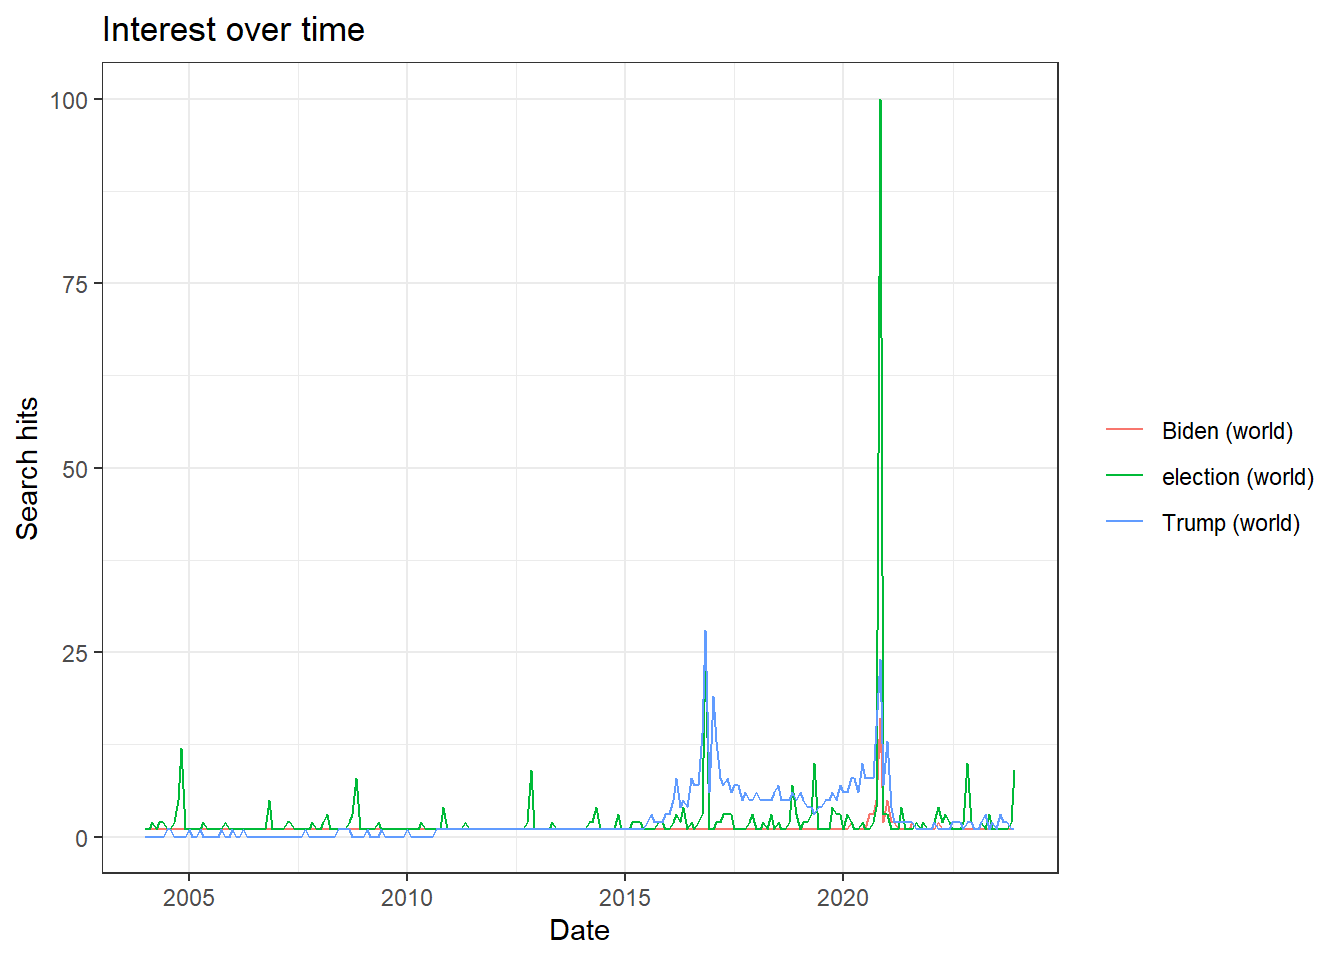 Interest over time
100
75
50
25
0
Search hits
2005 2010 2015 2020
Date
Biden (world)
election (world)
Trump (world)